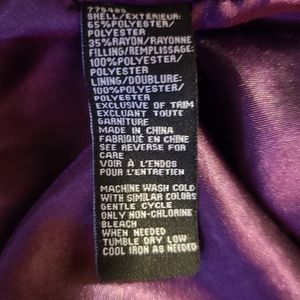 775485
SHELL/EXTÉRIEUR:
65%POLYESTER/
POLYESTER
35%RAYON/RAYONNE
FILLING/REMPLISSAGE:
100%POLYESTER/
POLYESTER
LINING/DOUBLURE:
100%POLYESTER/
POLYESTER
EXCLUSIVE OF TRIM
EXCLUANT TOUTE
GARNITURE
MADE IN CHINA
FABRIQUÉ EN CHINE
SEE REVERSE FOR
CARE
VOIR À L'ENDOS
POUR L'ENTRETIEN
MACHINE WASH COLD
WITH SIMILAR COLORS
GENTLE CYCLE
ONLY NON-CHLORINE
BLEACH
WHEN NEEDED
TUMBLE DRY LOW
COOL IRON AS NEEDED